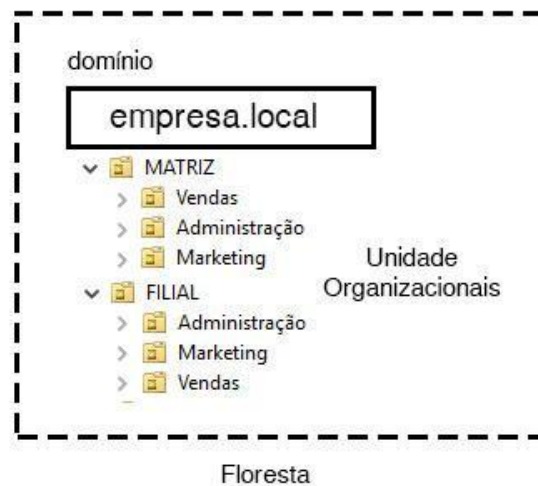 domínio
empresa.local
MATRIZ
Vendas
Administração
Marketing
Unidade
Organizacionais
FILIAL
Administração
Marketing
Vendas
Floresta